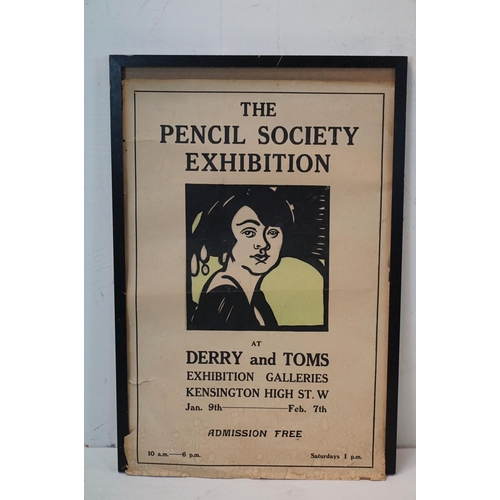 THE
PENCIL SOCIETY
EXHIBITION
AT
DERRY and TOMS
EXHIBITION GALLERIES
KENSINGTON HIGH ST. W
Jan. 9th——Feb. 7th
ADMISSION FREE
10 a.m.—6 p.m. Saturdays 1 p.m.